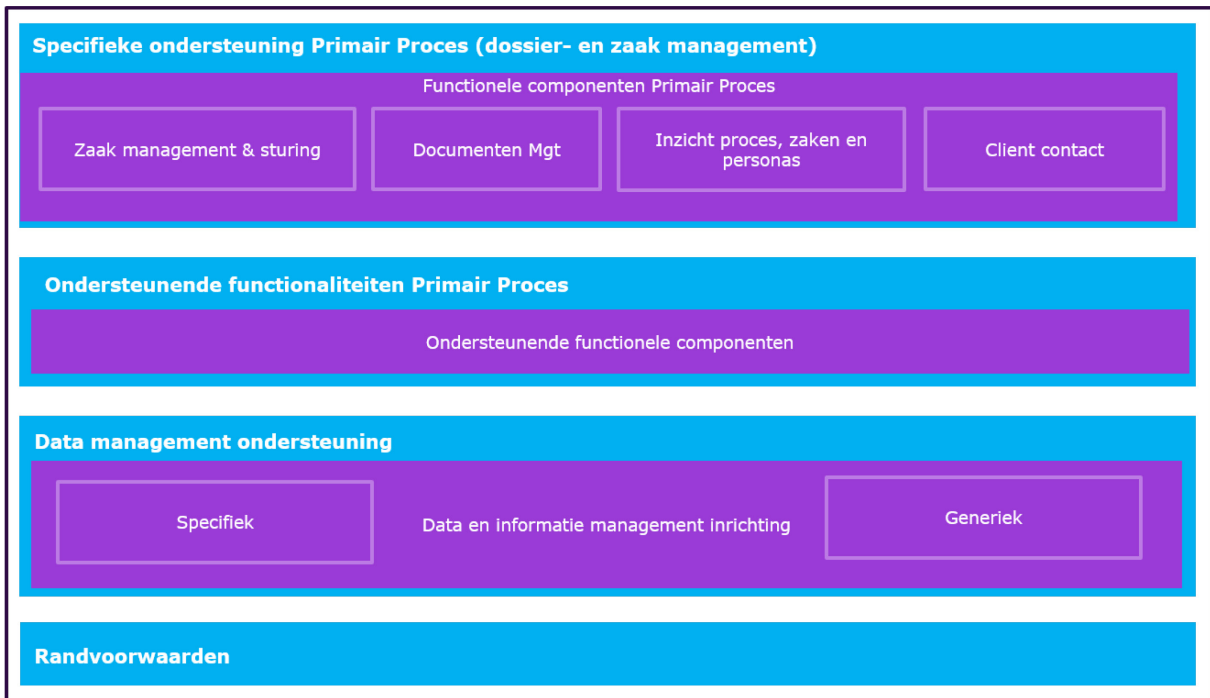 Specifieke ondersteuning Primair Proces (dossier- en zaak management)
Functionele componenten Primair Proces
Zaak management & sturing
Documenten Mgt
Inzicht proces, zaken en
personas
Client contact
Ondersteunende functionaliteiten Primair Proces
Ondersteunende functionele componenten
Data management ondersteuning
Specifiek
Data en informatie management inrichting
Generiek
Randvoorwaarden